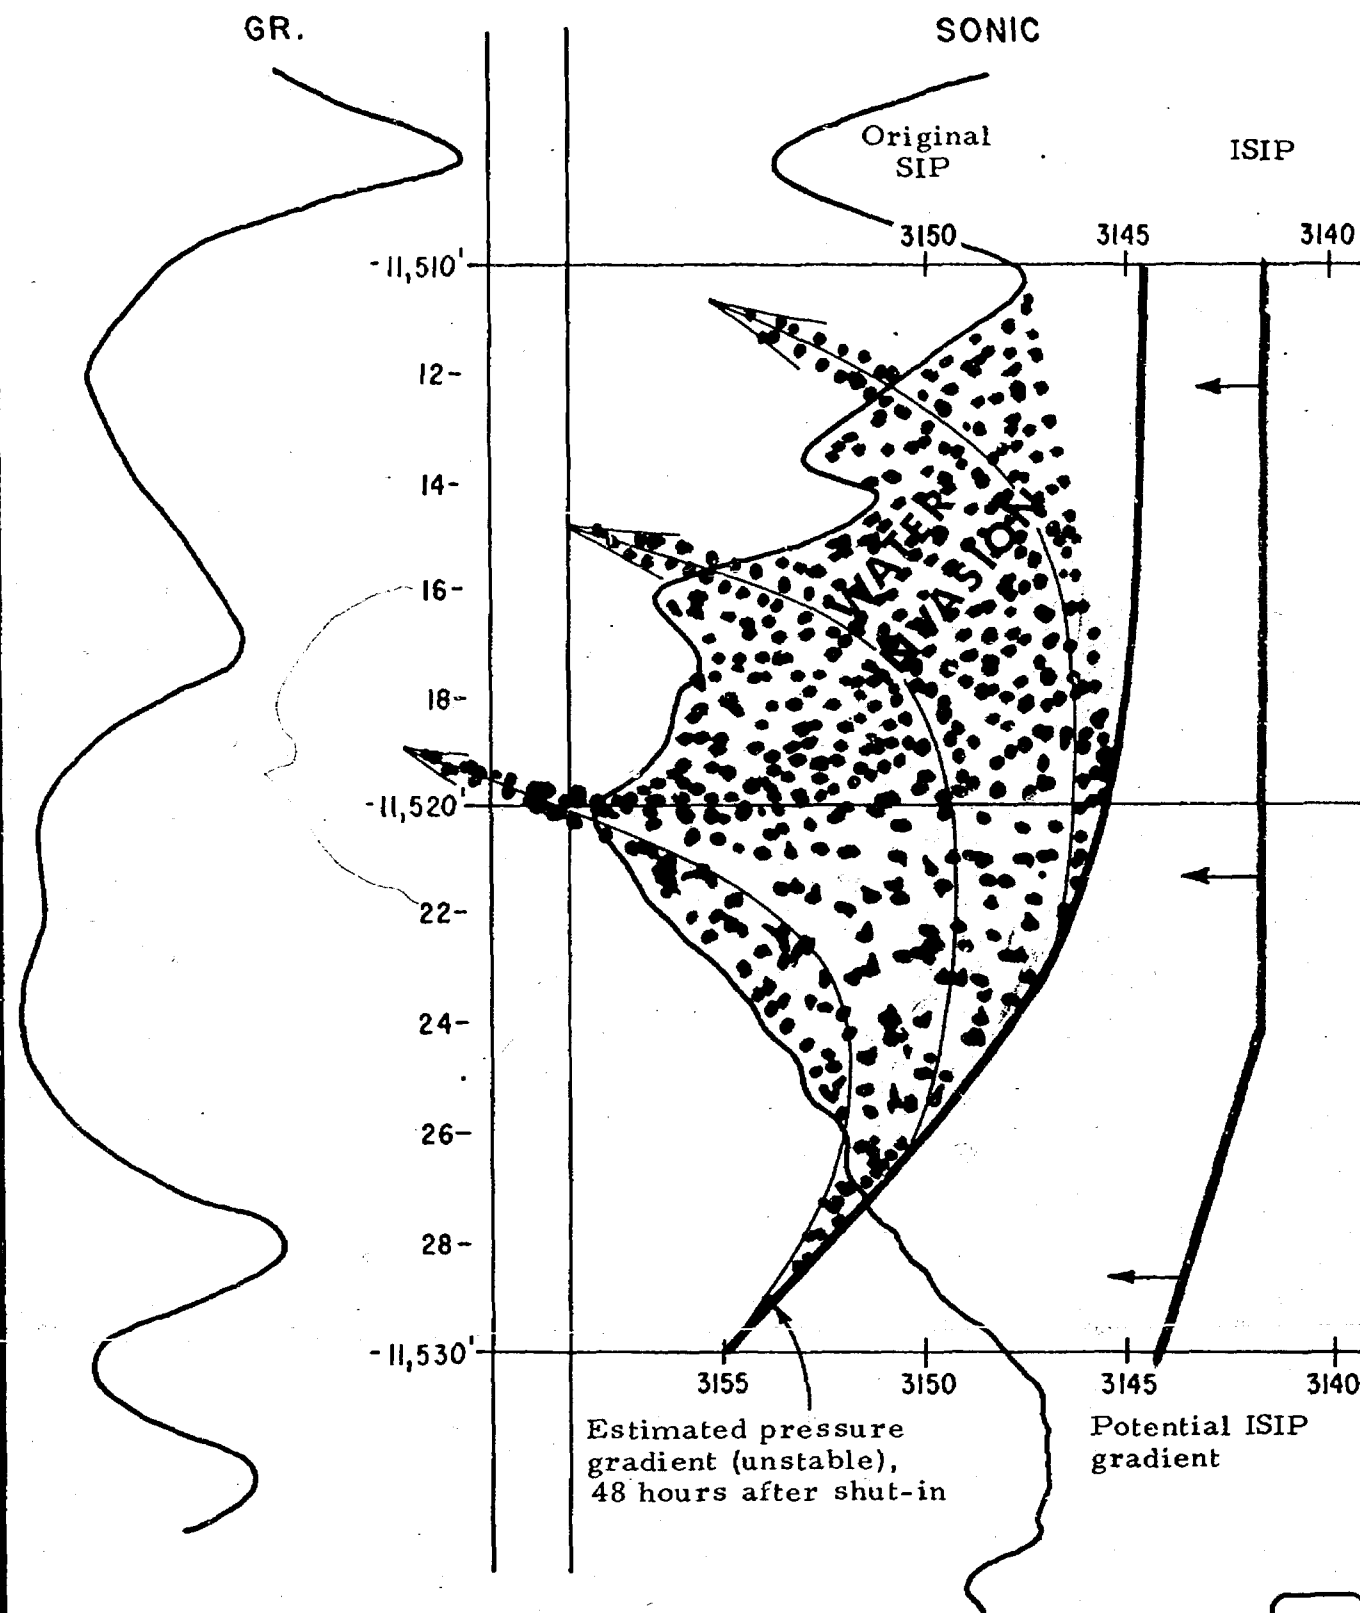 GR.
SONIC
Original
SIP
ISIP
3150
3145
3140
-11,510'
12-
14-
WATER
INVASION
16-
18-
-11,520'
22-
24-
26-
28-
-11,530'
3155
3150
3145
3140
Estimated pressure
gradient (unstable),
48 hours after shut-in
Potential ISIP
gradient